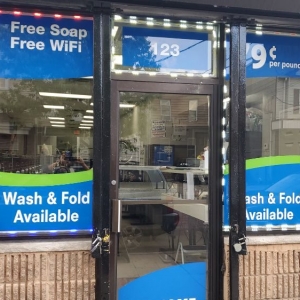 Free Soap
Free WiFi
123
9¢
per pound
Wash & Fold
Available
Wash & Fold
Available